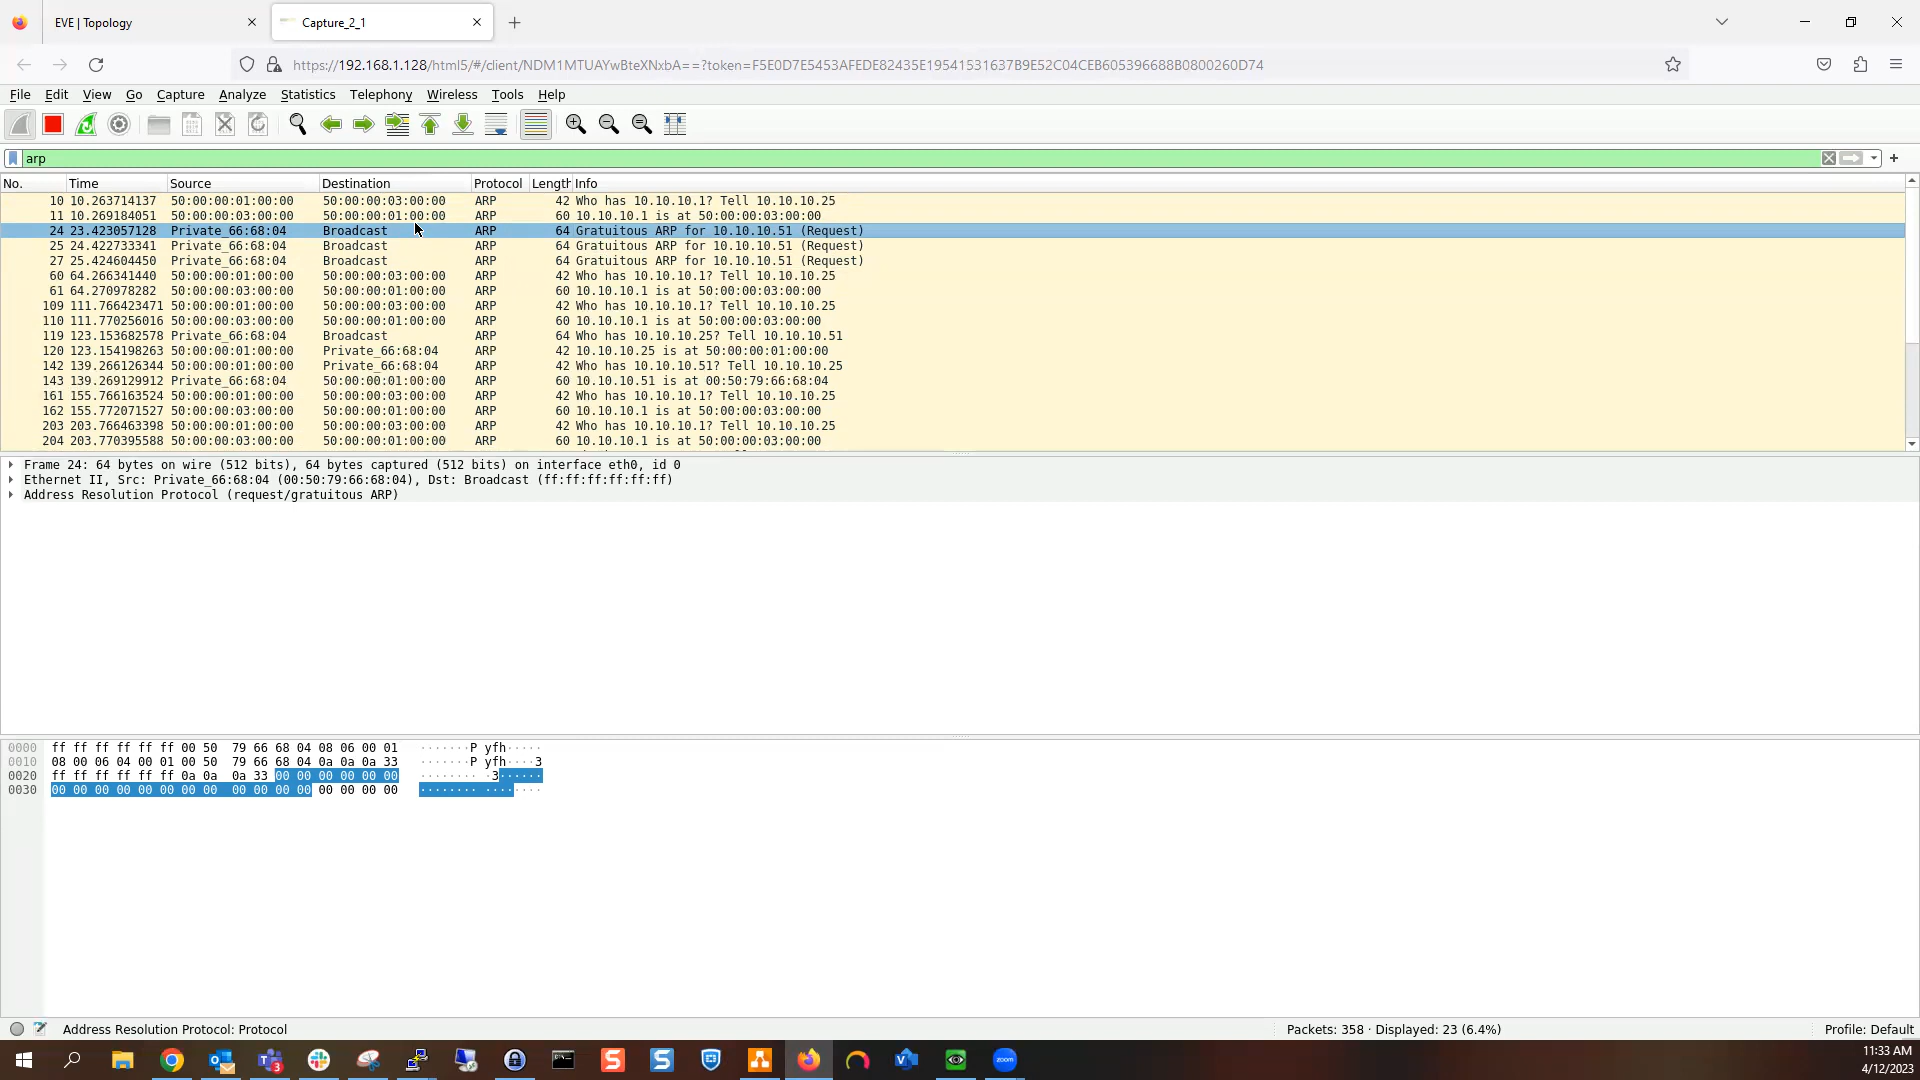 EVE | Topology
Capture_2_1
https://192.168.1.128/html5/#/client/NDM1MTUAYwBteXNxbA==?token=F5E0D7E5453AFEDE82435E19541531637B9E52C04CEB605396688B0800260D74
File Edit View Go Capture Analyze Statistics Telephony Wireless Tools Help
arp
No. Time Source Destination Protocol Length Info
10 10.263714137 50:00:00:01:00:00 50:00:00:03:00:00 ARP 42 Who has 10.10.10.1? Tell 10.10.10.25
11 10.269184051 50:00:00:03:00:00 50:00:00:01:00:00 ARP 60 10.10.10.1 is at 50:00:00:03:00:00
24 23.423057128 Private_66:68:04 Broadcast ARP 64 Gratuitous ARP for 10.10.10.51 (Request)
25 24.422733341 Private_66:68:04 Broadcast ARP 64 Gratuitous ARP for 10.10.10.51 (Request)
27 25.424604450 Private_66:68:04 Broadcast ARP 64 Gratuitous ARP for 10.10.10.51 (Request)
60 64.266341440 50:00:00:01:00:00 50:00:00:03:00:00 ARP 42 Who has 10.10.10.1? Tell 10.10.10.25
61 64.270978282 50:00:00:03:00:00 50:00:00:01:00:00 ARP 60 10.10.10.1 is at 50:00:00:03:00:00
109 111.766423471 50:00:00:01:00:00 50:00:00:03:00:00 ARP 42 Who has 10.10.10.1? Tell 10.10.10.25
110 111.770256016 50:00:00:03:00:00 50:00:00:01:00:00 ARP 60 10.10.10.1 is at 50:00:00:03:00:00
119 123.153682578 Private_66:68:04 Broadcast ARP 64 Who has 10.10.10.25? Tell 10.10.10.51
120 123.154198263 50:00:00:01:00:00 Private_66:68:04 ARP 42 10.10.10.25 is at 50:00:00:01:00:00
142 139.266126344 50:00:00:01:00:00 Private_66:68:04 ARP 42 Who has 10.10.10.51? Tell 10.10.10.25
143 139.269129912 Private_66:68:04 50:00:00:01:00:00 ARP 60 10.10.10.51 is at 00:50:79:66:68:04
161 155.766163524 50:00:00:01:00:00 50:00:00:03:00:00 ARP 42 Who has 10.10.10.1? Tell 10.10.10.25
162 155.772071527 50:00:00:03:00:00 50:00:00:01:00:00 ARP 60 10.10.10.1 is at 50:00:00:03:00:00
203 203.766463398 50:00:00:01:00:00 50:00:00:03:00:00 ARP 42 Who has 10.10.10.1? Tell 10.10.10.25
204 203.770395588 50:00:00:03:00:00 50:00:00:01:00:00 ARP 60 10.10.10.1 is at 50:00:00:03:00:00
Frame 24: 64 bytes on wire (512 bits), 64 bytes captured (512 bits) on interface eth0, id 0
Ethernet II, Src: Private_66:68:04 (00:50:79:66:68:04), Dst: Broadcast (ff:ff:ff:ff:ff:ff)
Address Resolution Protocol (request/gratuitous ARP)
0000 ff ff ff ff ff ff 00 50 79 66 68 04 08 06 00 01 ·······P yfh·····
0010 08 00 06 04 00 01 00 50 79 66 68 04 0a 0a 0a 33 ·······P yfh····3
0020 ff ff ff ff ff ff 0a 0a 0a 33 00 00 00 00 00 00 ········ ·3······
0030 00 00 00 00 00 00 00 00 00 00 00 00 00 00 00 00 ········ ········
Address Resolution Protocol: Protocol
Packets: 358 · Displayed: 23 (6.4%)
Profile: Default
3
zoom
11:33 AM
4/12/2023